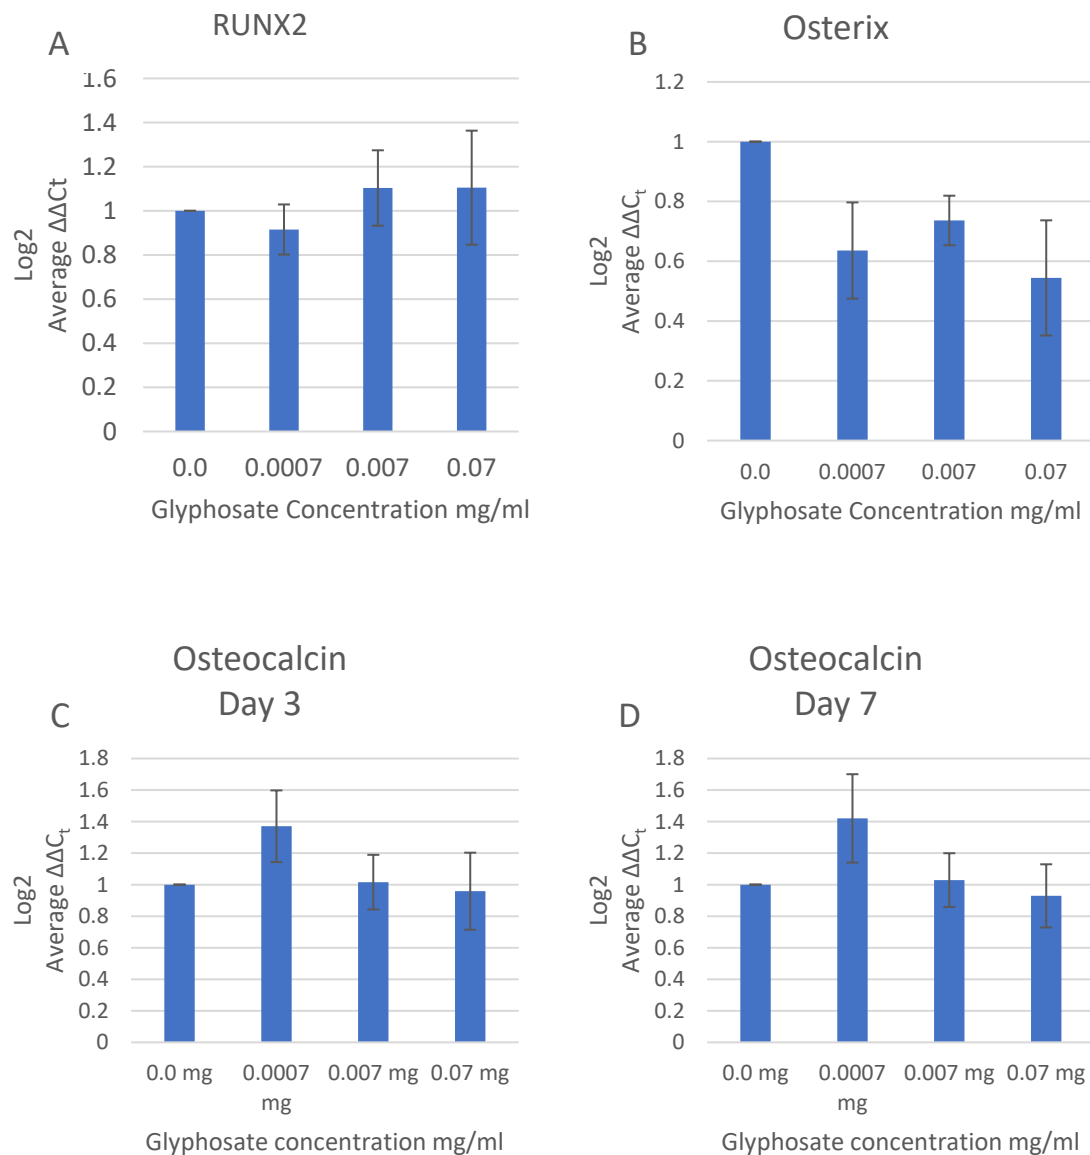 A
RUNX2
1.6
1.4
1.2
1
0.8
0.6
0.4
0.2
0
Log2
Average ΔΔCt
0.0 0.0007 0.007 0.07
Glyphosate Concentration mg/ml
B
Osterix
1.2
1
0.8
0.6
0.4
0.2
0
Log2
Average ΔΔCt
0.0 0.0007 0.007 0.07
Glyphosate Concentration mg/ml
C
Osteocalcin
Day 3
1.8
1.6
1.4
1.2
1
0.8
0.6
0.4
0.2
0
Log2
Average ΔΔCt
0.0 mg 0.0007 0.007 mg 0.07 mg
mg
Glyphosate concentration mg/ml
D
Osteocalcin
Day 7
1.8
1.6
1.4
1.2
1
0.8
0.6
0.4
0.2
0
Log2
Average ΔΔCt
0.0 mg 0.0007 0.007 mg 0.07 mg
mg
Glyphosate concentration mg/ml